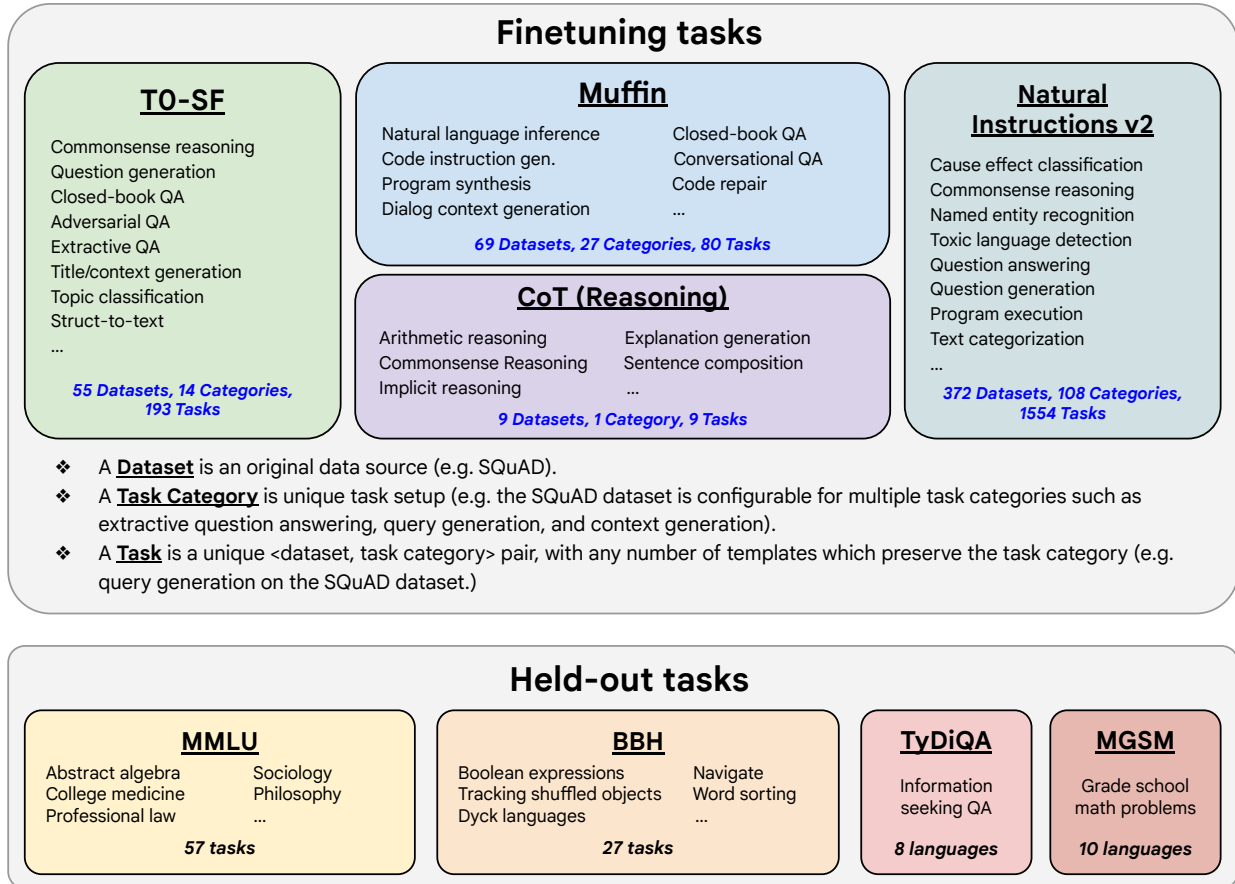 Finetuning tasks
T0-SF
Commonsense reasoning
Question generation
Closed-book QA
Adversarial QA
Extractive QA
Title/context generation
Topic classification
Struct-to-text
...
55 Datasets, 14 Categories,
193 Tasks
Muffin
Natural language inference
Code instruction gen.
Program synthesis
Dialog context generation
Closed-book QA
Conversational QA
Code repair
...
69 Datasets, 27 Categories, 80 Tasks
CoT (Reasoning)
Arithmetic reasoning
Commonsense Reasoning
Implicit reasoning
Explanation generation
Sentence composition
...
9 Datasets, 1 Category, 9 Tasks
Natural
Instructions v2
Cause effect classification
Commonsense reasoning
Named entity recognition
Toxic language detection
Question answering
Question generation
Program execution
Text categorization
...
372 Datasets, 108 Categories,
1554 Tasks
❖ A Dataset is an original data source (e.g. SQuAD).
❖ A Task Category is unique task setup (e.g. the SQuAD dataset is configurable for multiple task categories such as
extractive question answering, query generation, and context generation).
❖ A Task is a unique <dataset, task category> pair, with any number of templates which preserve the task category (e.g.
query generation on the SQuAD dataset.)
Held-out tasks
MMLU
Abstract algebra
College medicine
Professional law
Sociology
Philosophy
...
57 tasks
BBH
Boolean expressions
Tracking shuffled objects
Dyck languages
Navigate
Word sorting
...
27 tasks
TyDiQA
Information
seeking QA
8 languages
MGSM
Grade school
math problems
10 languages